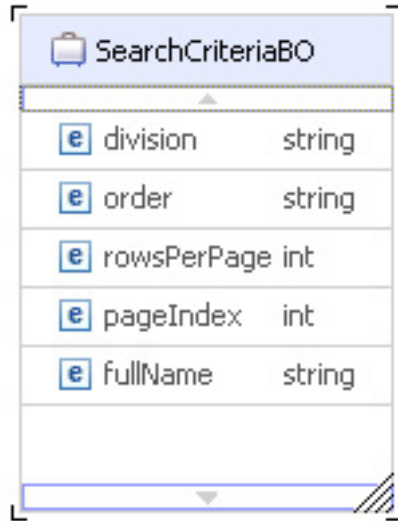 SearchCriteriaBO
e division string
e order string
e rowsPerPage int
e pageIndex int
e fullName string